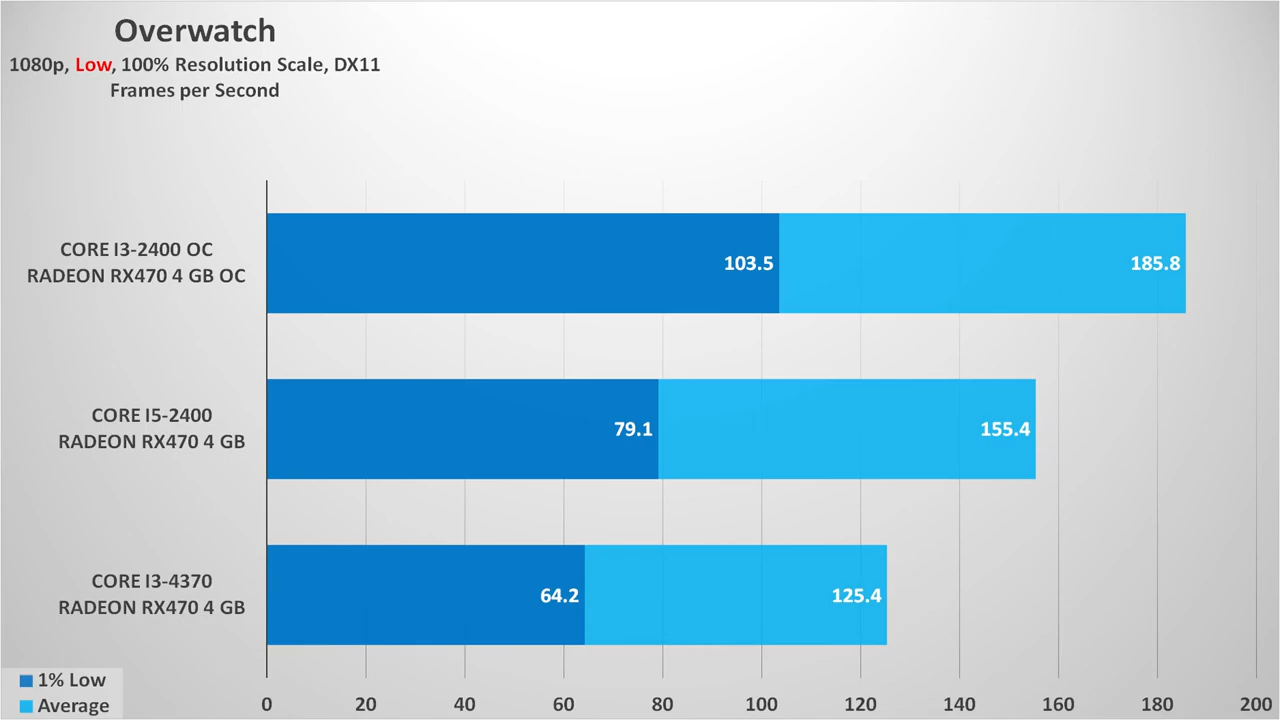 Overwatch
1080p, Low, 100% Resolution Scale, DX11
Frames per Second
CORE I3-2400 OC
RADEON RX470 4 GB OC
103.5
185.8
CORE I5-2400
RADEON RX470 4 GB
79.1
155.4
CORE I3-4370
RADEON RX470 4 GB
64.2
125.4
1% Low
Average
0 20 40 60 80 100 120 140 160 180 200